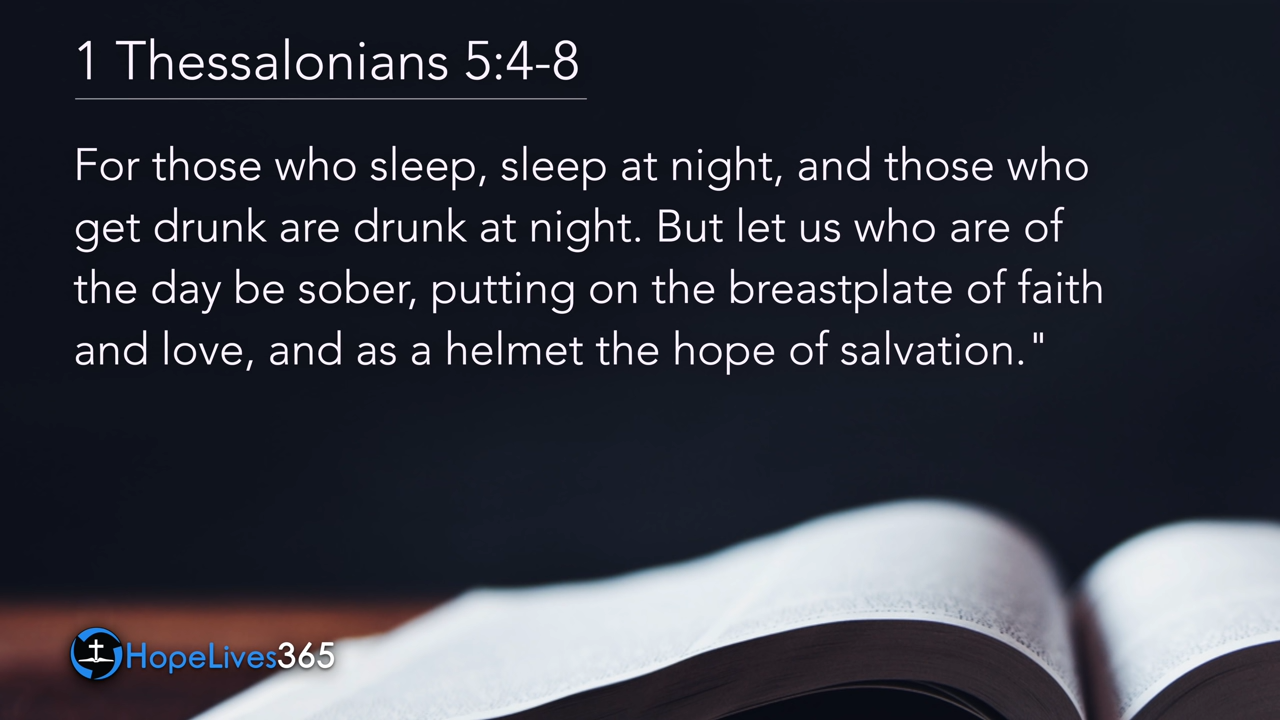 1 Thessalonians 5:4-8
For those who sleep, sleep at night, and those who
get drunk are drunk at night. But let us who are of
the day be sober, putting on the breastplate of faith
and love, and as a helmet the hope of salvation."
HopeLives365